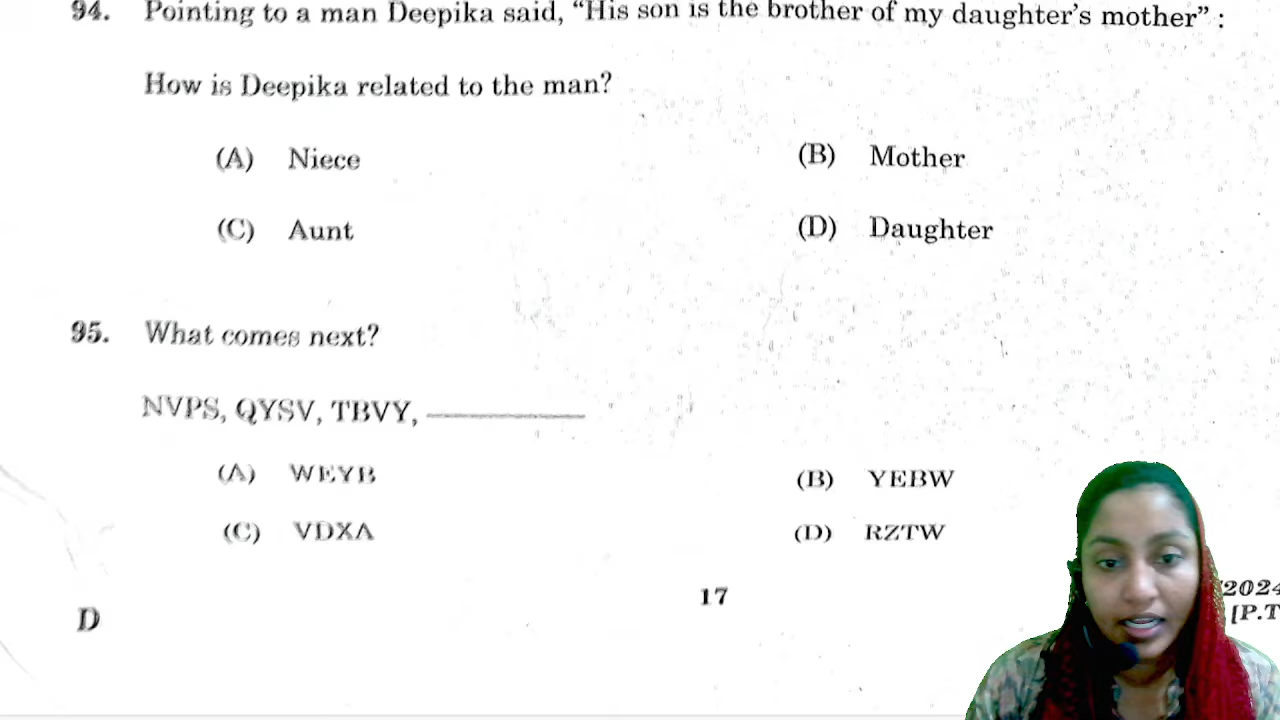 94. Pointing to a man Deepika said, “His son is the brother of my daughter’s mother” :
How is Deepika related to the man?
(A) Niece
(B) Mother
(C) Aunt
(D) Daughter
95. What comes next?
NVPS, QYSV, TBVY,
(A) WEYB
(B) YEBW
(C) VDXA
(D) RZTW
17
2024
[P.T
D